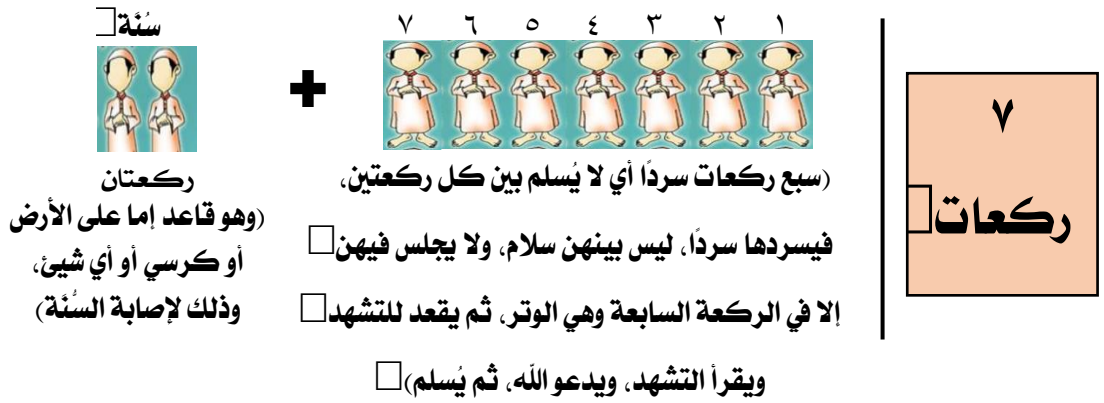 ٧
ركعات
١ ٢ ٣ ٤ ٥ ٦ ٧
(سبع ركعات سردًا أي لا يُسلم بين كل ركعتين،
فيسردها سردًا، ليس بينهن سلام، ولا يجلس فيهن
إلا في الركعة السابعة وهي الوتر، ثم يقعد للتشهد
ويقرأ التشهد، ويدعو الله، ثم يُسلم)
+
سُنَّة
ركعتان
(وهو قاعد إما على الأرض
أو كرسي أو أي شيئ،
وذلك لإصابة السُّنَّة)